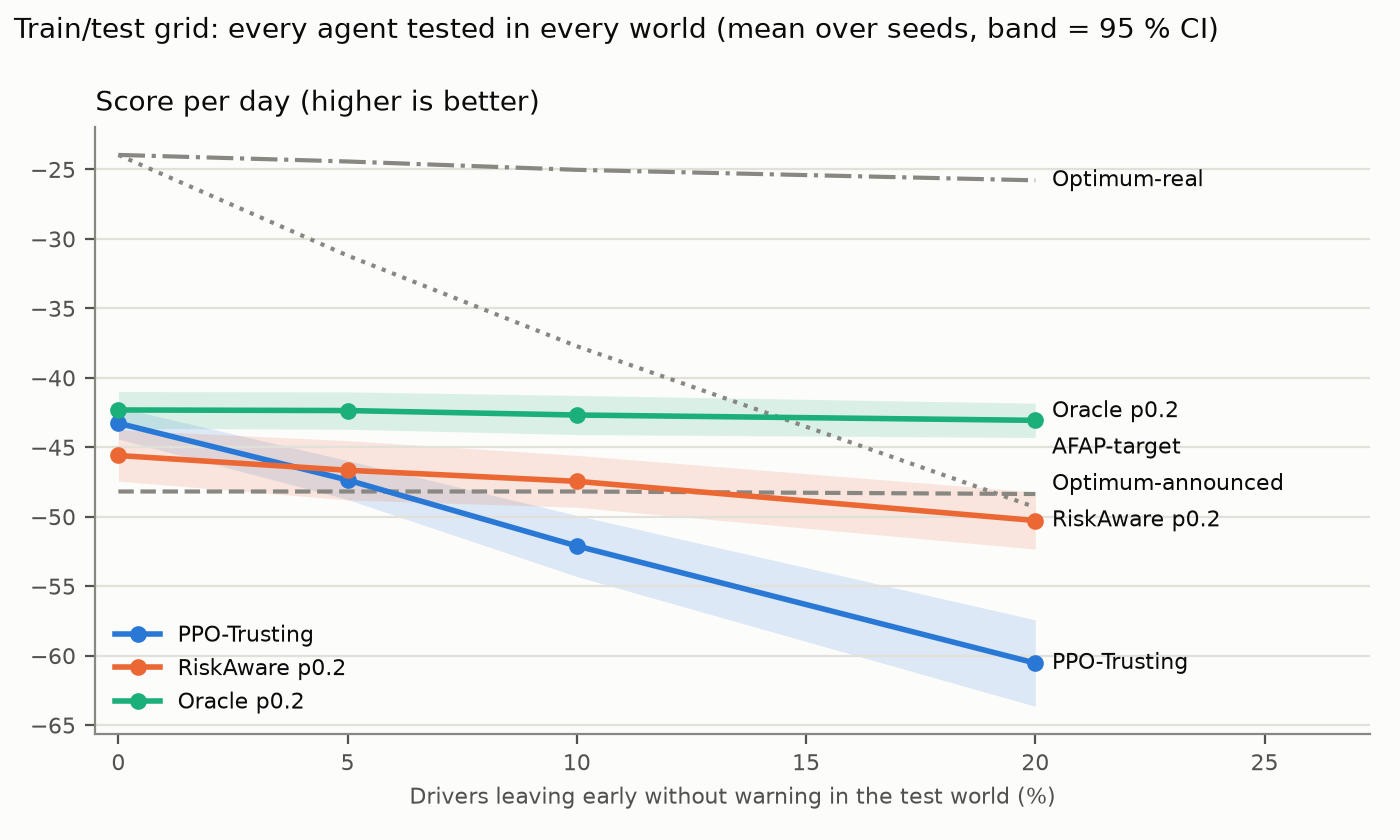 Train/test grid: every agent tested in every world (mean over seeds, band = 95 % CI)
Score per day (higher is better)
−25
−30
−35
−40
−45
−50
−55
−60
−65
Optimum-real
Oracle p0.2
AFAP-target
Optimum-announced
RiskAware p0.2
PPO-Trusting
PPO-Trusting
RiskAware p0.2
Oracle p0.2
0 5 10 15 20 25
Drivers leaving early without warning in the test world (%)